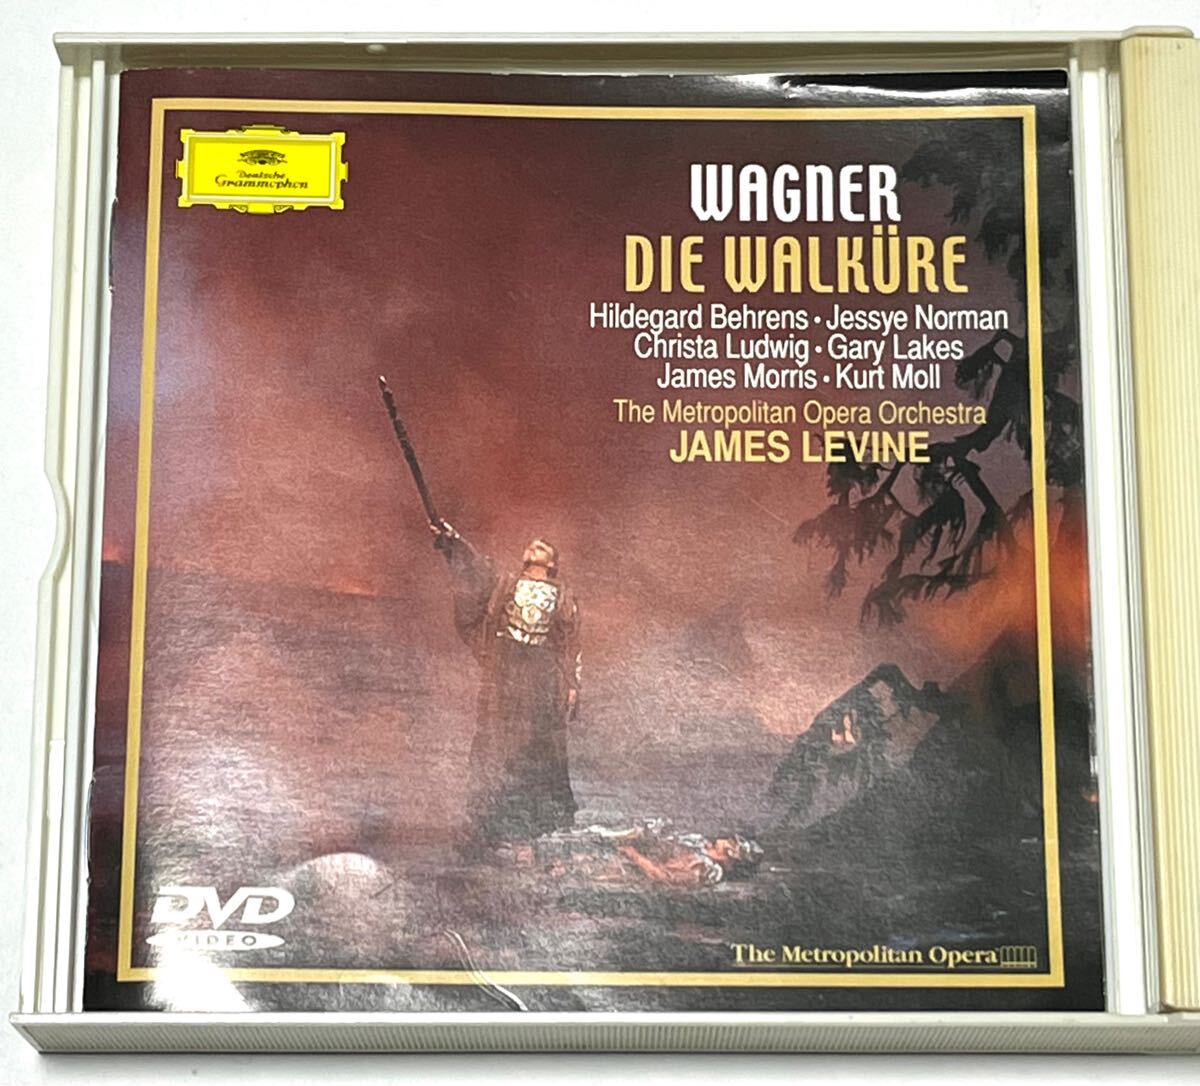 Deutsche
Grammophon
WAGNER
DIE WALKÜRE
Hildegard Behrens · Jessye Norman
Christa Ludwig · Gary Lakes
James Morris · Kurt Moll
The Metropolitan Opera Orchestra
JAMES LEVINE
DVD
VIDEO
The Metropolitan Opera